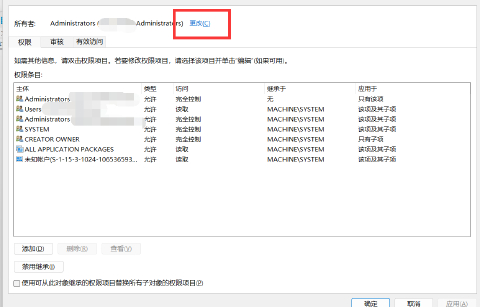 所有者: Administrators ( Administrators) 更改(C)
权限 审核 有效访问
如需其他信息，请双击权限项目。若要修改权限项目，请选择该项目并单击“编辑”(如果可用)。
权限条目:
主体 类型 访问 继承于 应用于
Administrators 允许 完全控制 无 只有该项
Users 允许 读取 MACHINE\SYSTEM 该项及其子项
Administrators 允许 完全控制 MACHINE\SYSTEM 该项及其子项
SYSTEM 允许 完全控制 MACHINE\SYSTEM 该项及其子项
CREATOR OWNER 允许 完全控制 MACHINE\SYSTEM 只有子项
ALL APPLICATION PACKAGES 允许 读取 MACHINE\SYSTEM 该项及其子项
未知帐户(S-1-15-3-1024-106536593... 允许 读取 MACHINE\SYSTEM 该项及其子项
添加(D) 删除(R) 查看(V)
禁用继承(I)
使用可从此对象继承的权限项目替换所有子对象的权限项目(P)
确定 取消 应用(A)